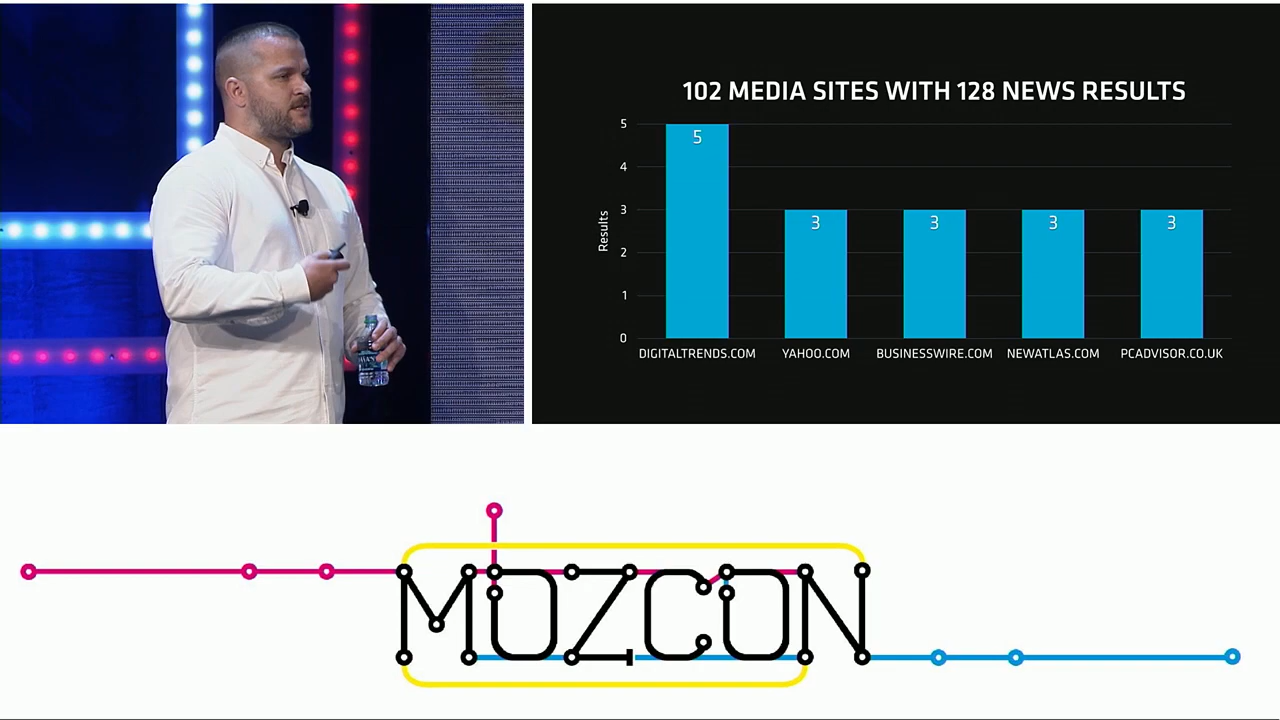 102 MEDIA SITES WITH 128 NEWS RESULTS
5
4
3
2
1
0
Results
5
3
3
3
3
DIGITALTRENDS.COM
YAHOO.COM
BUSINESSWIRE.COM
NEWATLAS.COM
PCADVISOR.CO.UK
MOZCON